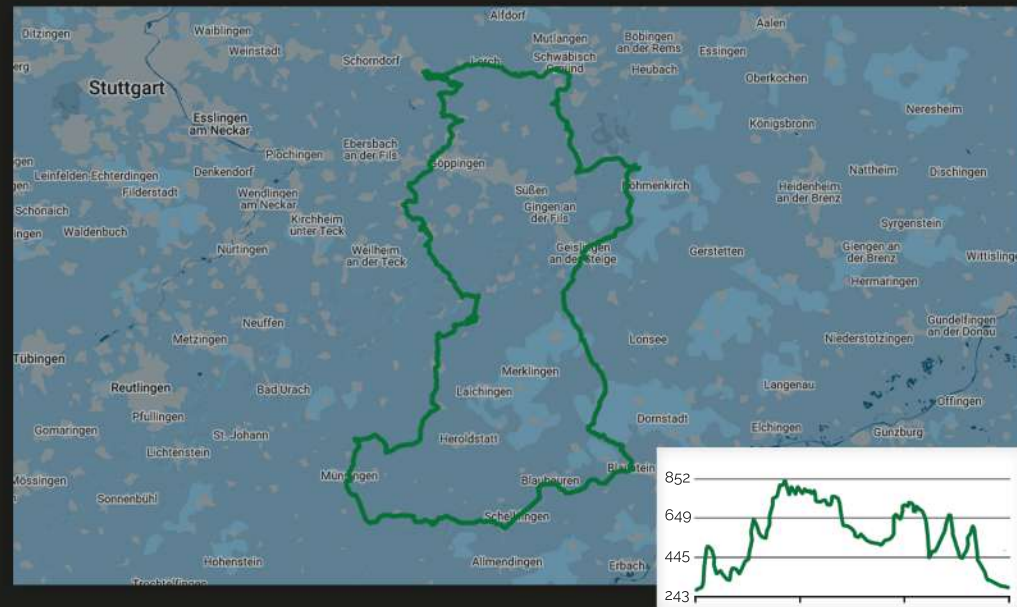 Alfdorf
Ditzingen
Waiblingen
Aalen
Mutlangen
Böbingen
an der Rems
Weinstadt
Essingen
Schorndorf
Lorch
Schwäbisch
Gmünd
Heubach
erg
Oberkochen
Stuttgart
Neresheim
Esslingen
am Neckar
Königsbronn
Plochingen
Ebersbach
an der Fils
Göppingen
gen
Leinfelden-Echterdingen
Denkendorf
Nattheim
Dischingen
Filderstadt
Wendlingen
am Neckar
Süßen
Böhmenkirch
Heidenheim
an der Brenz
Schönaich
Kirchheim
unter Teck
Gingen an
der Fils
Syrgenstein
ingen
Waldenbuch
Nürtingen
Weilheim
an der Teck
Geislingen
an der Steige
Gerstetten
Giengen an
der Brenz
Wittisling
Hermaringen
Neuffen
Gundelfingen
an der Donau
Metzingen
Lonsee
Niederstotzingen
Tübingen
Merklingen
Reutlingen
Bad Urach
Laichingen
Langenau
Offingen
Pfullingen
Dornstadt
Gomaringen
St. Johann
Heroldstatt
Elchingen
Günzburg
Lichtenstein
Münsingen
Blaustein
Mössingen
Blaubeuren
Sonnenbühl
Schelklingen
Hohenstein
Allmendingen
Erbach
Trochtelfingen
852
649
445
243